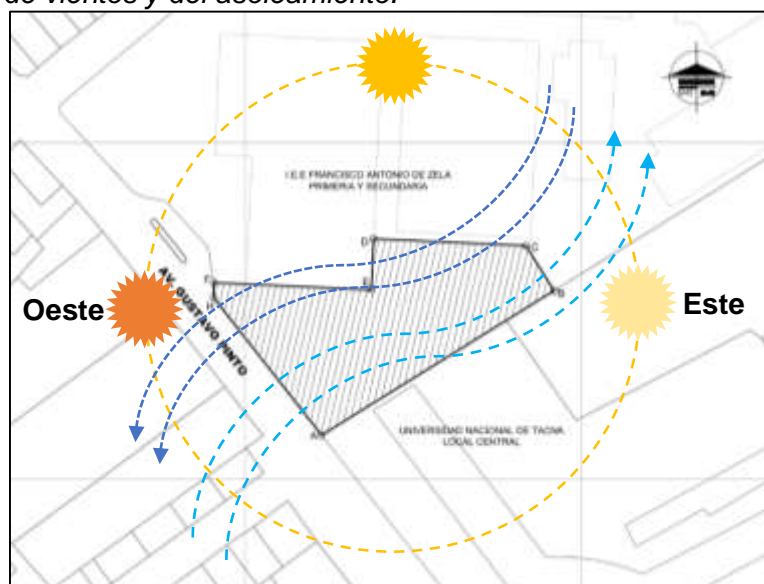 de vientos y del asoleamiento.
I.E.E FRANCISCO ANTONIO DE ZELA
PRIMERIA Y SECUNDARIA
D
C
F
E
B
Oeste
AV. GUSTAVO PINTO
Este
A
UNIVERSIDAD NACIONAL DE TACNA
LOCAL CENTRAL